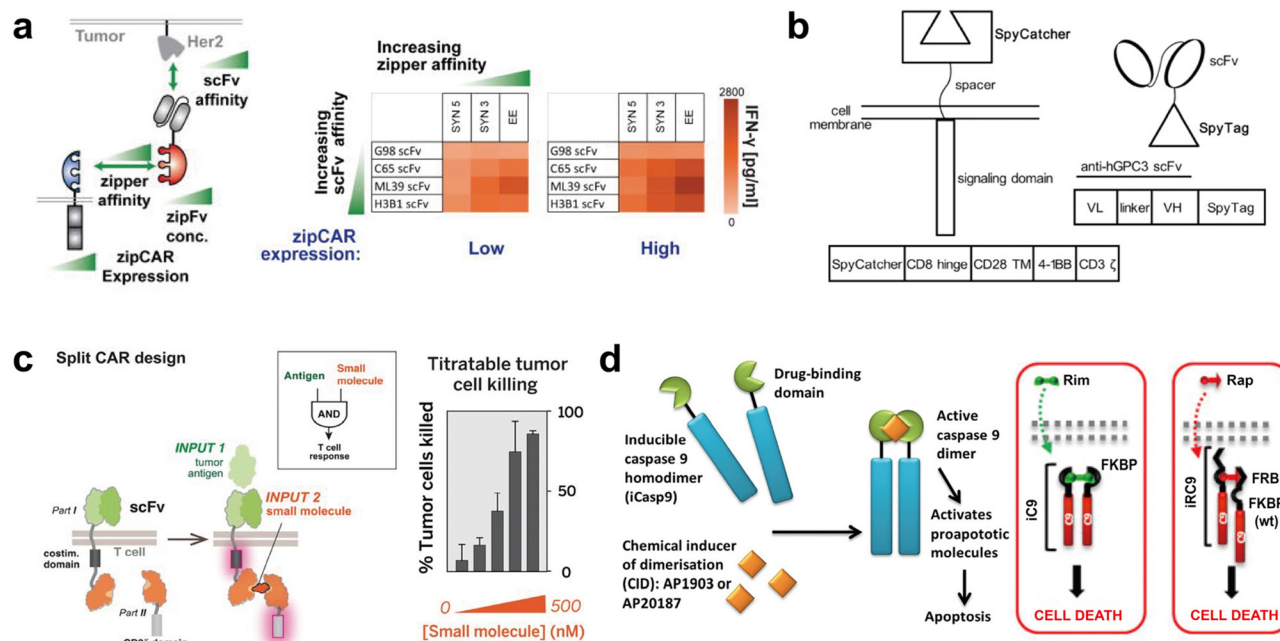 a
Tumor
Her2
scFv
affinity
zipper
affinity
zipFv
conc.
zipCAR
Expression
Increasing
zipper affinity
Increasing
scFv affinity
SYN 5
SYN 3
EE
SYN 5
SYN 3
EE
G98 scFv
C65 scFv
ML39 scFv
H3B1 scFv
G98 scFv
C65 scFv
ML39 scFv
H3B1 scFv
2800
0
IFN-γ [pg/ml]
zipCAR
expression:
Low
High
b
SpyCatcher
spacer
cell
membrane
signaling domain
SpyCatcher CD8 hinge CD28 TM 4-1BB CD3 ζ
scFv
SpyTag
anti-hGPC3 scFv
VL linker VH SpyTag
c
Split CAR design
Antigen
Small
molecule
AND
T cell
response
INPUT 1
tumor
antigen
INPUT 2
small molecule
Part I
scFv
T cell
costim.
domain
Part II
Titratable tumor
cell killing
% Tumor cells killed
100
50
0
0
500
[Small molecule] (nM)
d
Drug-binding
domain
Inducible
caspase 9
homodimer
(iCasp9)
Chemical inducer
of dimerisation
(CID): AP1903 or
AP20187
Active
caspase 9
dimer
Activates
proapoptotic
molecules
Apoptosis
Rim
FKBP
iC9
C9
C9
CELL DEATH
Rap
FRB
FKBP
(wt)
iRC9
C9
C9
CELL DEATH